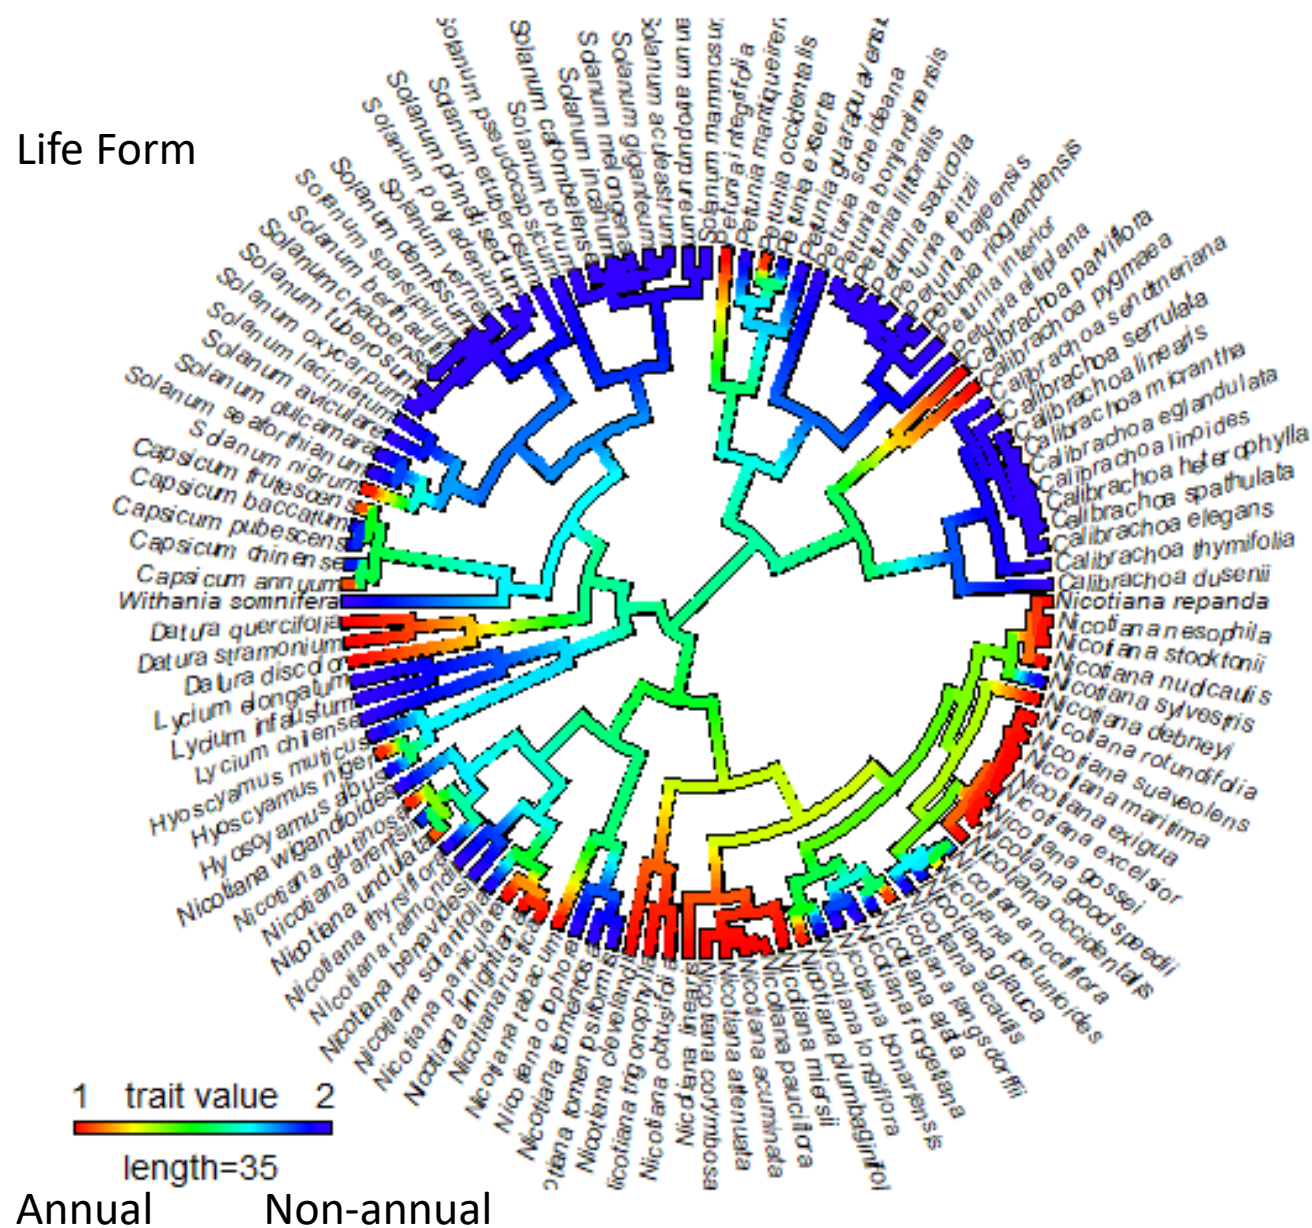 Life Form
Solanum pseudocapsicum
Solanum torvum
Solanum incanum
Solanum melongena
Solanum giganteum
Solanum aculeastrum
Solanum mammosum
Petunia integrifolia
Petunia mantiqueirensis
Petunia occidentalis
Petunia exserta
Petunia guarapuavensis
Petunia scheideana
Petunia bonjardinensis
Petunia littoralis
Petunia saxicola
Petunia reitzii
Petunia bajeensis
Petunia riograndensis
Petunia interior
Petunia altiplana
Calibrachoa parviflora
Calibrachoa pygmaea
Calibrachoa sendtneriana
Calibrachoa serrulata
Calibrachoa linearis
Calibrachoa micrantha
Calibrachoa eglandulata
Calibrachoa linoides
Calibrachoa heterophylla
Calibrachoa spathulata
Calibrachoa elegans
Calibrachoa thymifolia
Calibrachoa dusenii
Nicotiana repanda
Nicotiana nesophila
Nicotiana stocktonii
Nicotiana nudicaulis
Nicotiana sylvestris
Nicotiana debneyi
Nicotiana rotundifolia
Nicotiana suaveolens
Nicotiana maritima
Nicotiana exigua
Nicotiana excelsior
Nicotiana gossei
Nicotiana goodspeedii
Nicotiana occidentalis
Nicotiana noctiflora
Nicotiana petunioides
Nicotiana glauca
Nicotiana acaulis
Nicotiana langsdorffii
Nicotiana alata
Nicotiana forgetiana
Nicotiana bonariensis
Nicotiana longiflora
Nicotiana plumbaginifol
Nicotiana miersii
Nicotiana pauciflora
Nicotiana acuminata
Nicotiana attenuata
Nicotiana corymbosa
Nicotiana linearis
Nicotiana obtusifolia
licotiana trigonophylla
Nicotiana clevelandi
tiana tomentosiformis
Nicotiana tomentosa
Nicotiana otophora
Nicotiana tabacum
Nicotiana rustica
Nicotiana knightiana
Nicotiana paniculata
Nicotiana solanifolia
Nicotiana benavidesii
Nicotiana raimondii
Nicotiana thyrsiflora
Nicotiana undulata
Nicotiana arentsii
Nicotiana glutinosa
Nicotiana wigandioides
Hyosoyamus albus
Hyoscyamus niger
Hyoscyamus muticus
Lycium chilense
Lycium infaustum
Lycium elongatum
Datura discolor
Datura stramonium
Datura quercifolia
Withania somnifera
Capsicum annuum
Capsicum chinense
Capsicum pubescens
Capsicum baccatum
Capsicum frutescens
Solanum nigrum
Solanum seaforthianum
Solanum dulcamara
Solanum aviculare
Solanum laciniatum
Solanum oxycarpum
Solanum tuberosum
Solanum chacoense
Solanum berthaultii
Solanum sparsipilum
Solanum demissum
Solanum vernei
Solanum polyadenium
Solanum pinnatisectum
Solanum etuberosum
1 trait value 2
length=35
Annual Non-annual